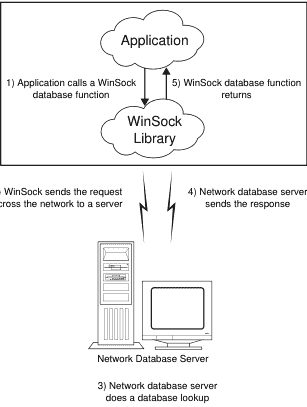 Application
1) Application calls a WinSock
database function
5) WinSock database function
returns
WinSock
Library
WinSock sends the request
across the network to a server
4) Network database server
sends the response
Network Database Server
3) Network database server
does a database lookup